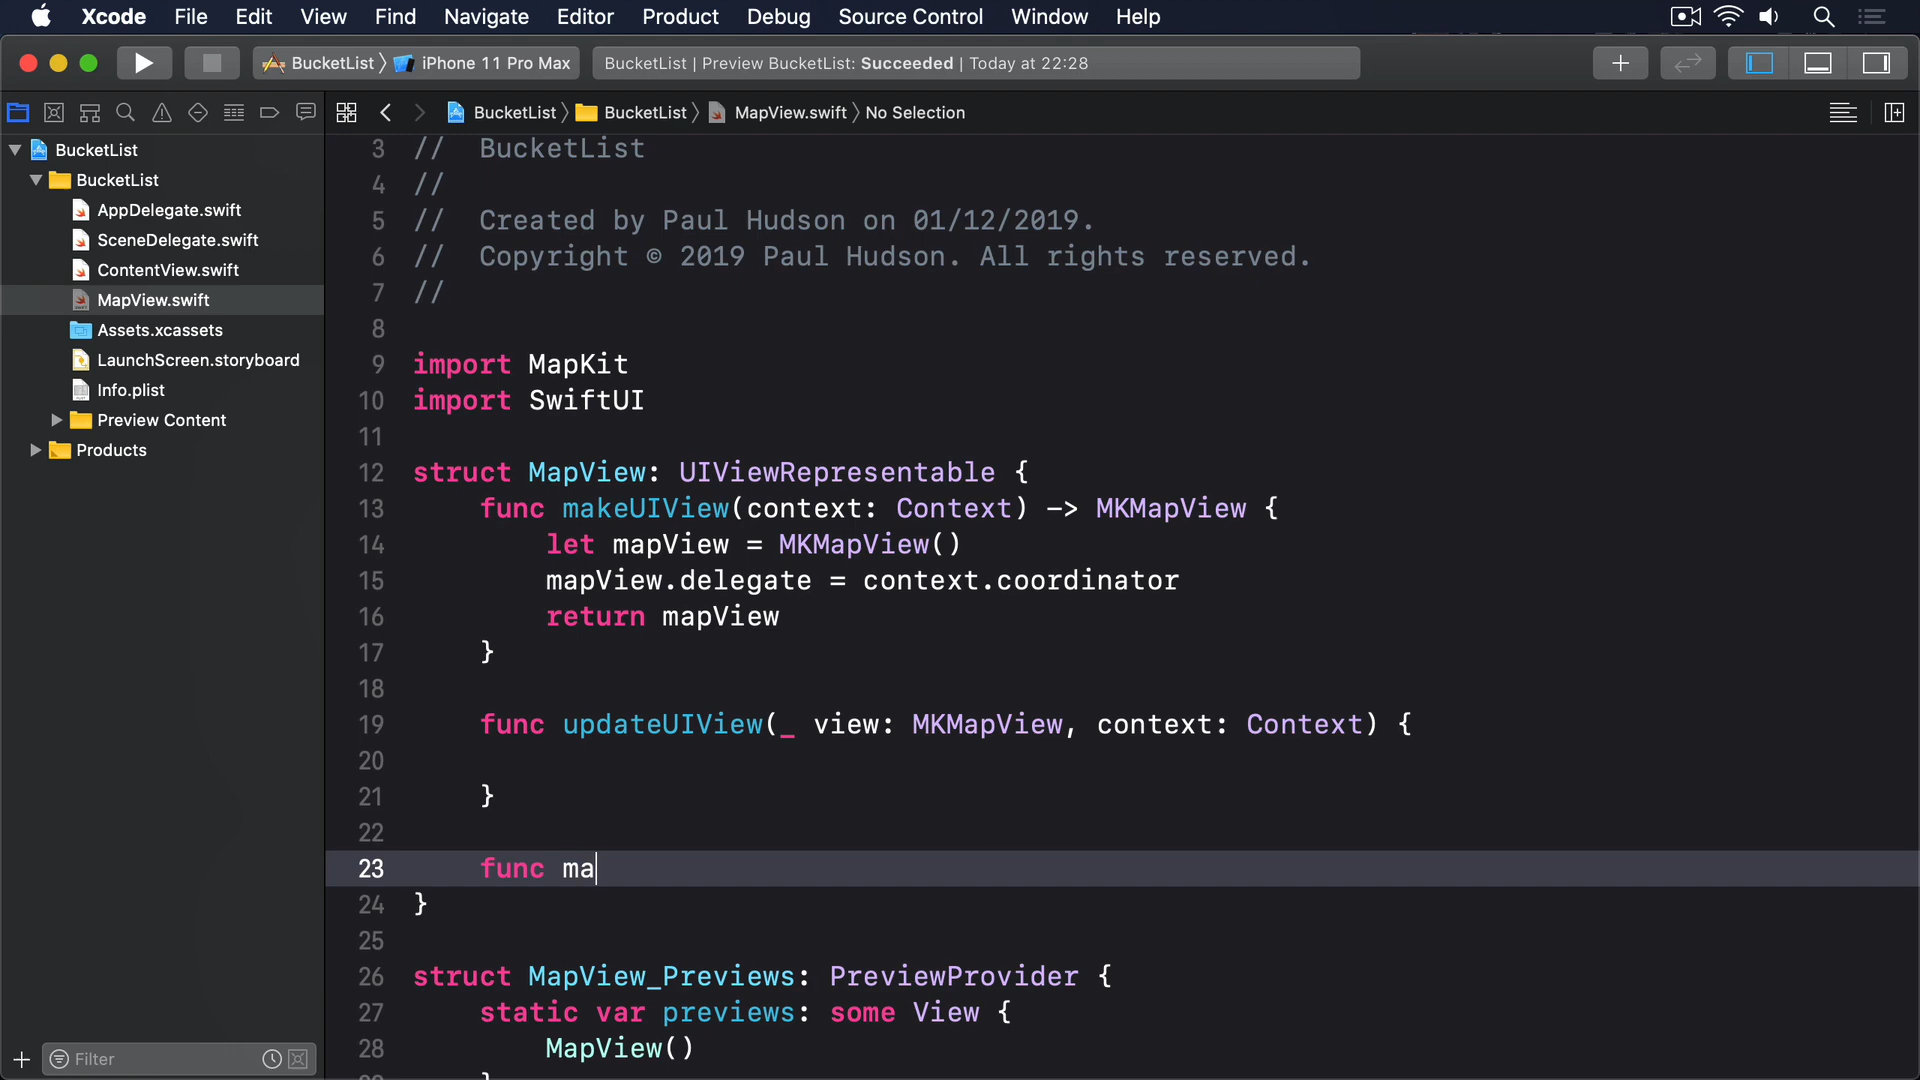 Xcode File Edit View Find Navigate Editor Product Debug Source Control Window Help
BucketList iPhone 11 Pro Max BucketList | Preview BucketList: Succeeded | Today at 22:28
BucketList BucketList MapView.swift No Selection
BucketList
BucketList
AppDelegate.swift
SceneDelegate.swift
ContentView.swift
MapView.swift
Assets.xcassets
LaunchScreen.storyboard
Info.plist
Preview Content
Products
Filter
3 //  BucketList
4 //
5 //  Created by Paul Hudson on 01/12/2019.
6 //  Copyright © 2019 Paul Hudson. All rights reserved.
7 //
8
9 import MapKit
10 import SwiftUI
11
12 struct MapView: UIViewRepresentable {
13     func makeUIView(context: Context) -> MKMapView {
14         let mapView = MKMapView()
15         mapView.delegate = context.coordinator
16         return mapView
17     }
18
19     func updateUIView(_ view: MKMapView, context: Context) {
20
21     }
22
23     func ma
24 }
25
26 struct MapView_Previews: PreviewProvider {
27     static var previews: some View {
28         MapView()